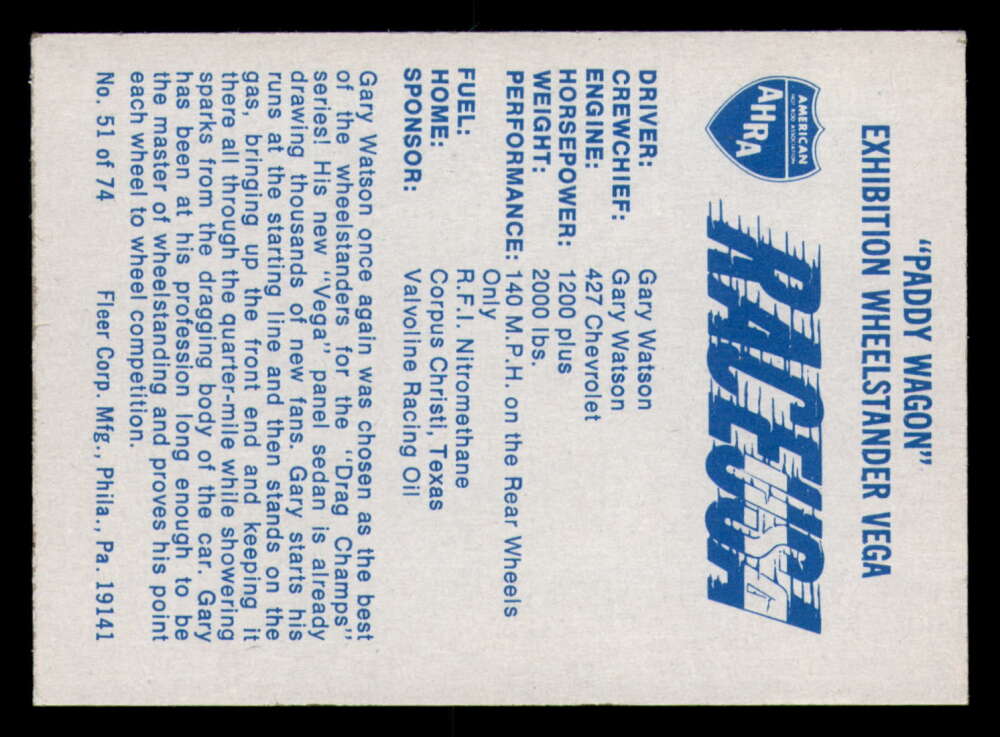 "PADDY WAGON"
EXHIBITION WHEELSTANDER VEGA
AMERICAN
HOT ROD ASSOCIATION
AHRA
RACE USA
DRIVER: Gary Watson
CREWCHIEF: Gary Watson
ENGINE: 427 Chevrolet
HORSEPOWER: 1200 plus
WEIGHT: 2000 lbs.
PERFORMANCE: 140 M.P.H. on the Rear Wheels
Only
FUEL: R.F.I. Nitromethane
HOME: Corpus Christi, Texas
SPONSOR: Valvoline Racing Oil
Gary Watson once again was chosen as the best
of the wheelstanders for the "Drag Champs"
series! His new "Vega" panel sedan is already
drawing thousands of new fans. Gary starts his
runs at the starting line and then stands on the
gas, bringing up the front end and keeping it
there all through the quarter-mile while showering
sparks from the dragging body of the car. Gary
has been at his profession long enough to be
the master of wheelstanding and proves his point
each wheel to wheel competition.
No. 51 of 74 Fleer Corp. Mfg., Phila., Pa. 19141